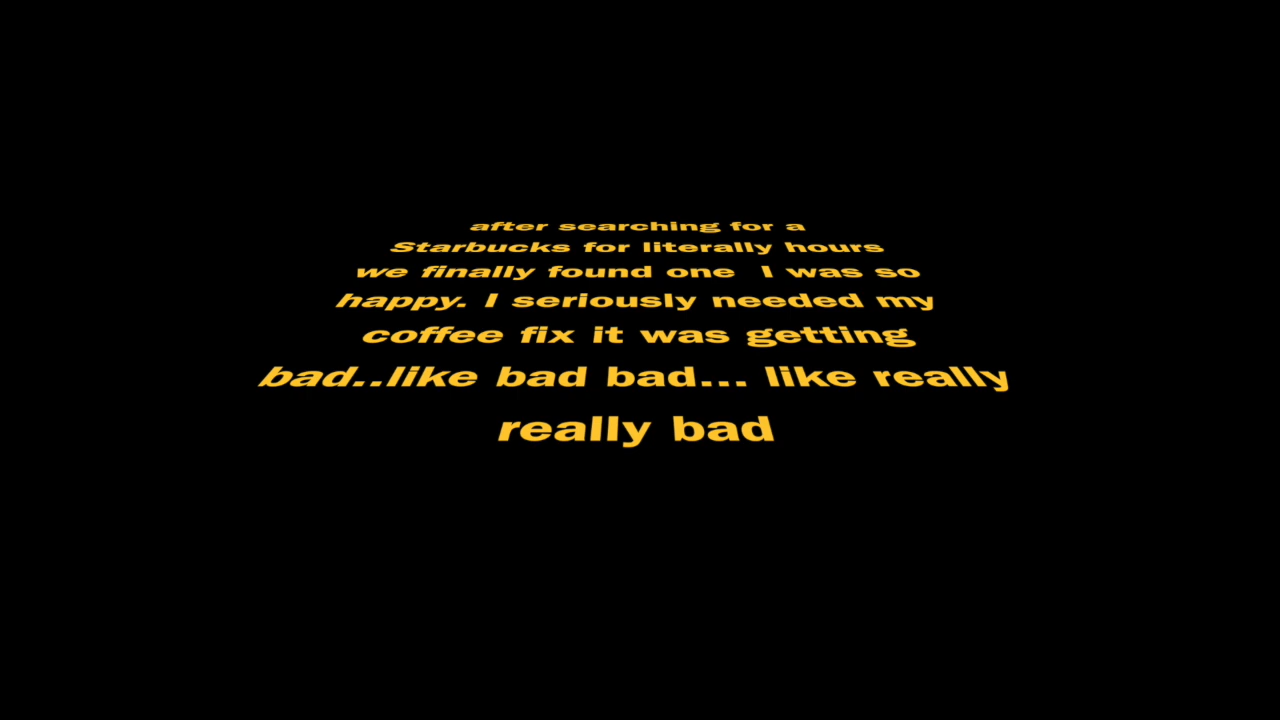 after searching for a
Starbucks for literally hours
we finally found one  I was so
happy. I seriously needed my
coffee fix it was getting
bad..like bad bad... like really
really bad